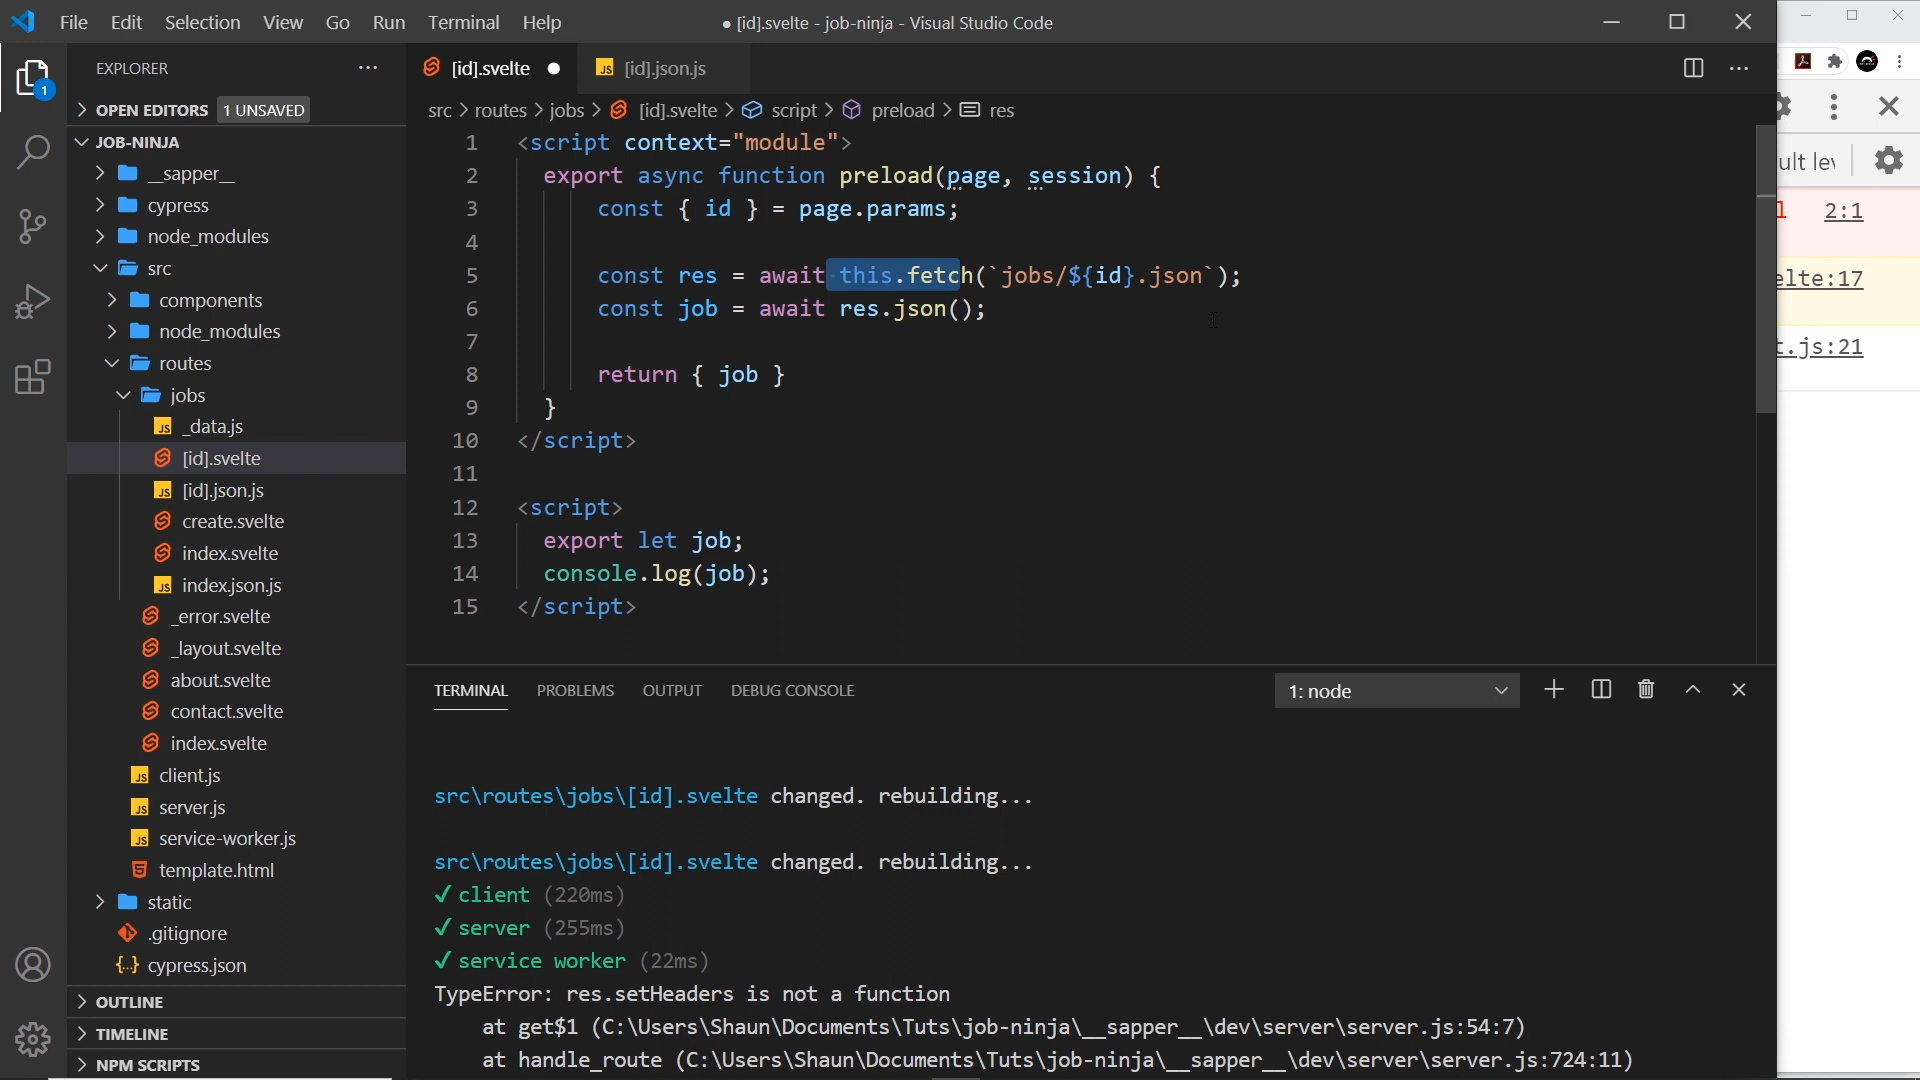 File Edit Selection View Go Run Terminal Help
● [id].svelte - job-ninja - Visual Studio Code
EXPLORER
1
OPEN EDITORS 1 UNSAVED
JOB-NINJA
__sapper__
cypress
node_modules
src
components
node_modules
routes
jobs
_data.js
[id].svelte
[id].json.js
create.svelte
index.svelte
index.json.js
_error.svelte
_layout.svelte
about.svelte
contact.svelte
index.svelte
client.js
server.js
service-worker.js
template.html
static
.gitignore
cypress.json
OUTLINE
TIMELINE
NPM SCRIPTS
[id].svelte ●
JS [id].json.js
src > routes > jobs > [id].svelte > script > preload > res
1 <script context="module">
2 export async function preload(page, session) {
3 const { id } = page.params;
4
5 const res = await this.fetch(`jobs/${id}.json`);
6 const job = await res.json();
7
8 return { job }
9 }
10 </script>
11
12 <script>
13 export let job;
14 console.log(job);
15 </script>
TERMINAL PROBLEMS OUTPUT DEBUG CONSOLE
1: node
src\routes\jobs\[id].svelte changed. rebuilding...
src\routes\jobs\[id].svelte changed. rebuilding...
✓ client (220ms)
✓ server (255ms)
✓ service worker (22ms)
TypeError: res.setHeaders is not a function
at get$1 (C:\Users\Shaun\Documents\Tuts\job-ninja\__sapper__\dev\server\server.js:54:7)
at handle_route (C:\Users\Shaun\Documents\Tuts\job-ninja\__sapper__\dev\server\server.js:724:11)
ult lev
2:1
elte:17
t.js:21